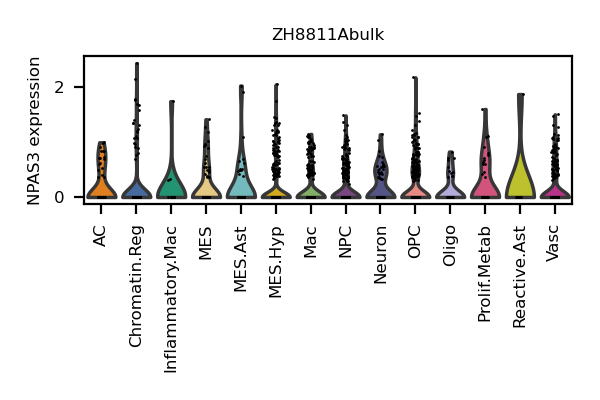 ZH8811Abulk
NPAS3 expression
2
0
AC
Chromatin.Reg
Inflammatory.Mac
MES
MES.Ast
MES.Hyp
Mac
NPC
Neuron
OPC
Oligo
Prolif.Metab
Reactive.Ast
Vasc